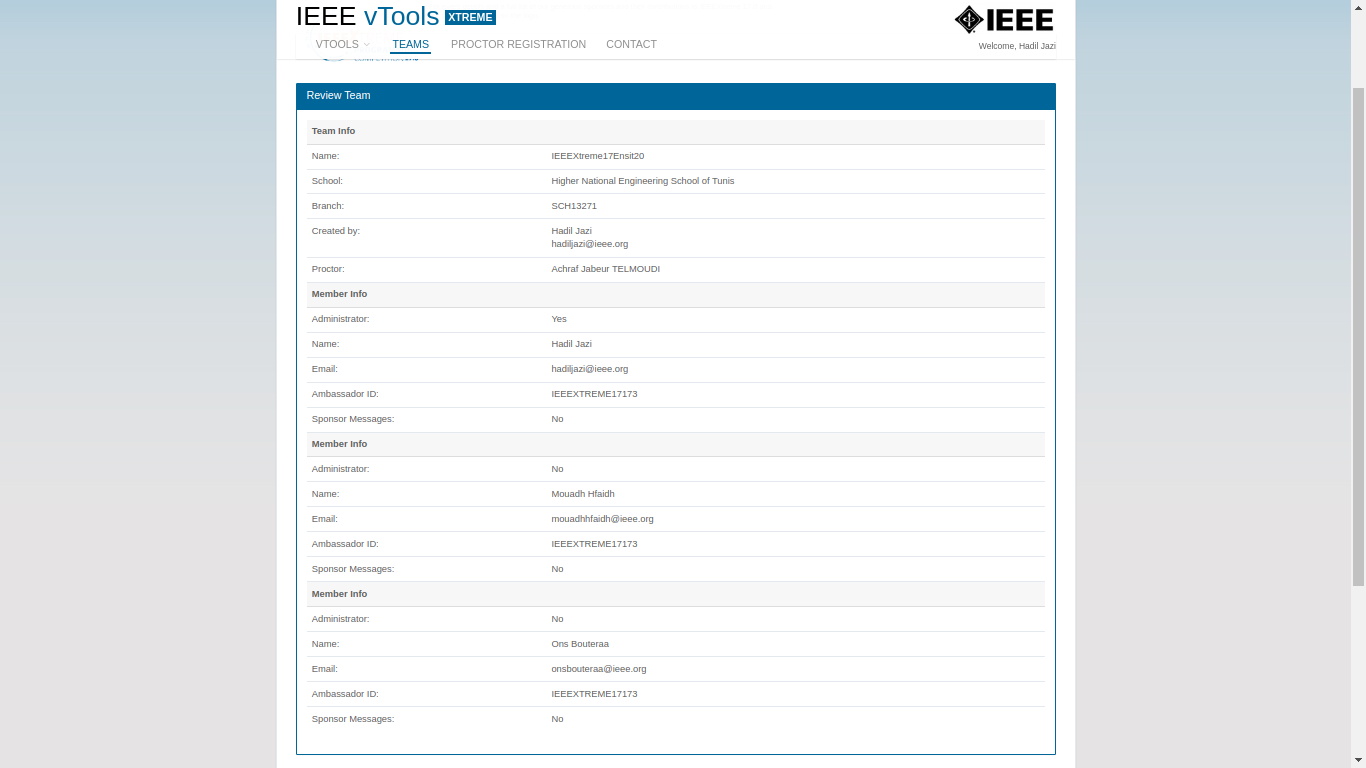 IEEE vTools XTREME
IEEE
VTOOLS TEAMS PROCTOR REGISTRATION CONTACT
Welcome, Hadil Jazi
Review Team
Team Info
Name: IEEEXtreme17Ensit20
School: Higher National Engineering School of Tunis
Branch: SCH13271
Created by: Hadil Jazi
hadiljazi@ieee.org
Proctor: Achraf Jabeur TELMOUDI
Member Info
Administrator: Yes
Name: Hadil Jazi
Email: hadiljazi@ieee.org
Ambassador ID: IEEEXTREME17173
Sponsor Messages: No
Member Info
Administrator: No
Name: Mouadh Hfaidh
Email: mouadhhfaidh@ieee.org
Ambassador ID: IEEEXTREME17173
Sponsor Messages: No
Member Info
Administrator: No
Name: Ons Bouteraa
Email: onsbouteraa@ieee.org
Ambassador ID: IEEEXTREME17173
Sponsor Messages: No